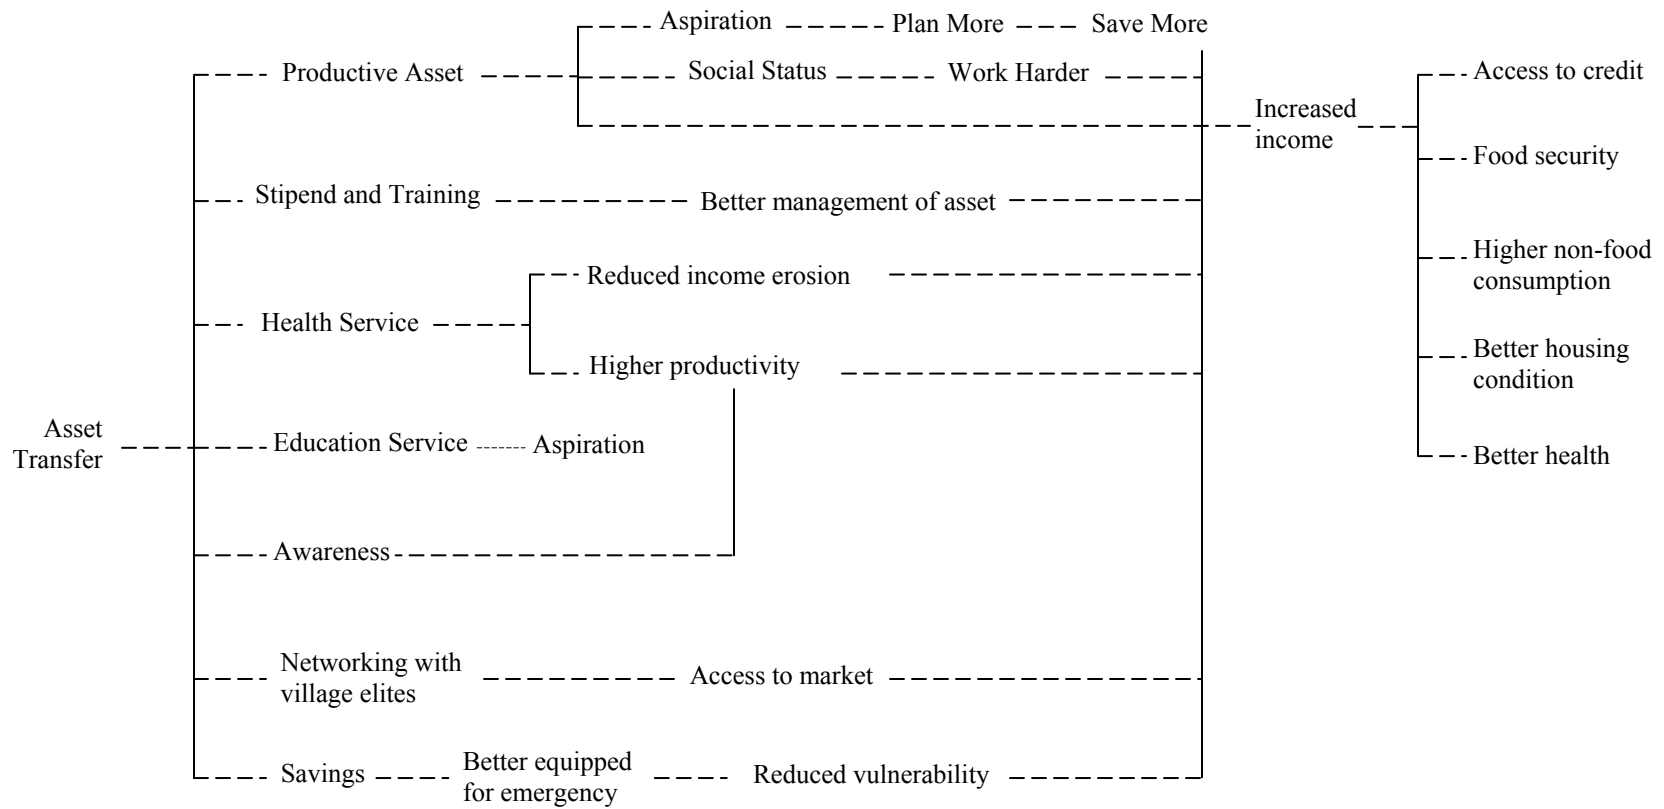 Aspiration
Plan More
Save More
Productive Asset
Social Status
Work Harder
Access to credit
Increased
income
Food security
Stipend and Training
Better management of asset
Higher non-food
consumption
Reduced income erosion
Health Service
Higher productivity
Better housing
condition
Asset
Transfer
Education Service
Aspiration
Better health
Awareness
Networking with
village elites
Access to market
Savings
Better equipped
for emergency
Reduced vulnerability